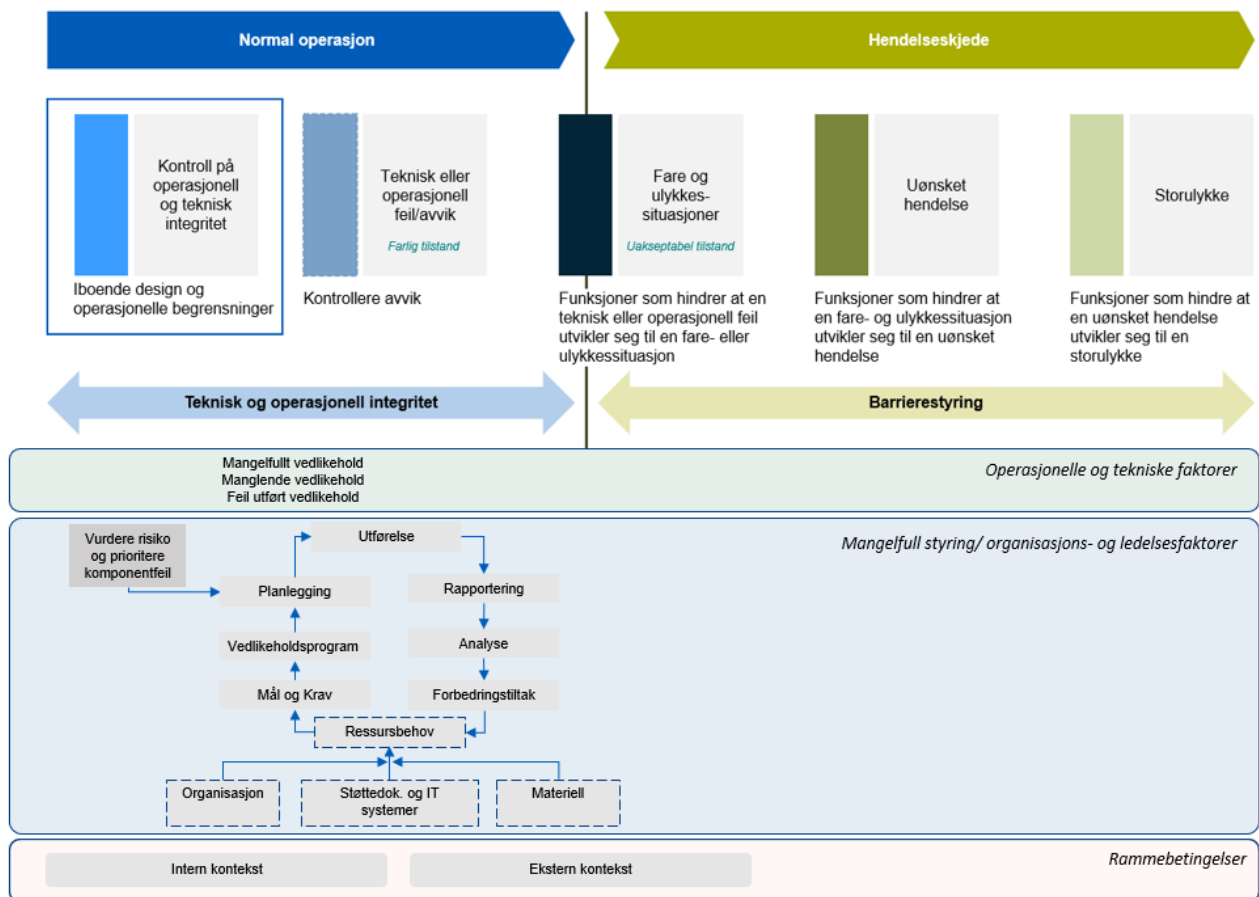 Normal operasjon
Hendelseskjede
Kontroll på
operasjonell
og teknisk
integritet
Iboende design og
operasjonelle begrensninger
Teknisk eller
operasjonell
feil/avvik
Farlig tilstand
Kontrollere avvik
Fare og
ulykkes-
situasjoner
Uakseptabel tilstand
Funksjoner som hindrer at en
teknisk eller operasjonell feil
utvikler seg til en fare- eller
ulykkessituasjon
Uønsket
hendelse
Funksjoner som hindrer at
en fare- og ulykkessituasjon
utvikler seg til en uønsket
hendelse
Storulykke
Funksjoner som hindre at
en uønsket hendelse
utvikler seg til en
storulykke
Teknisk og operasjonell integritet
Barrierestyring
Mangelfullt vedlikehold
Manglende vedlikehold
Feil utført vedlikehold
Operasjonelle og tekniske faktorer
Mangelfull styring/ organisasjons- og ledelsesfaktorer
Vurdere risiko
og prioritere
komponentfeil
Utførelse
Planlegging
Rapportering
Vedlikeholdsprogram
Analyse
Mål og Krav
Forbedringstiltak
Ressursbehov
Organisasjon
Støttedok. og IT
systemer
Materiell
Rammebetingelser
Intern kontekst
Ekstern kontekst